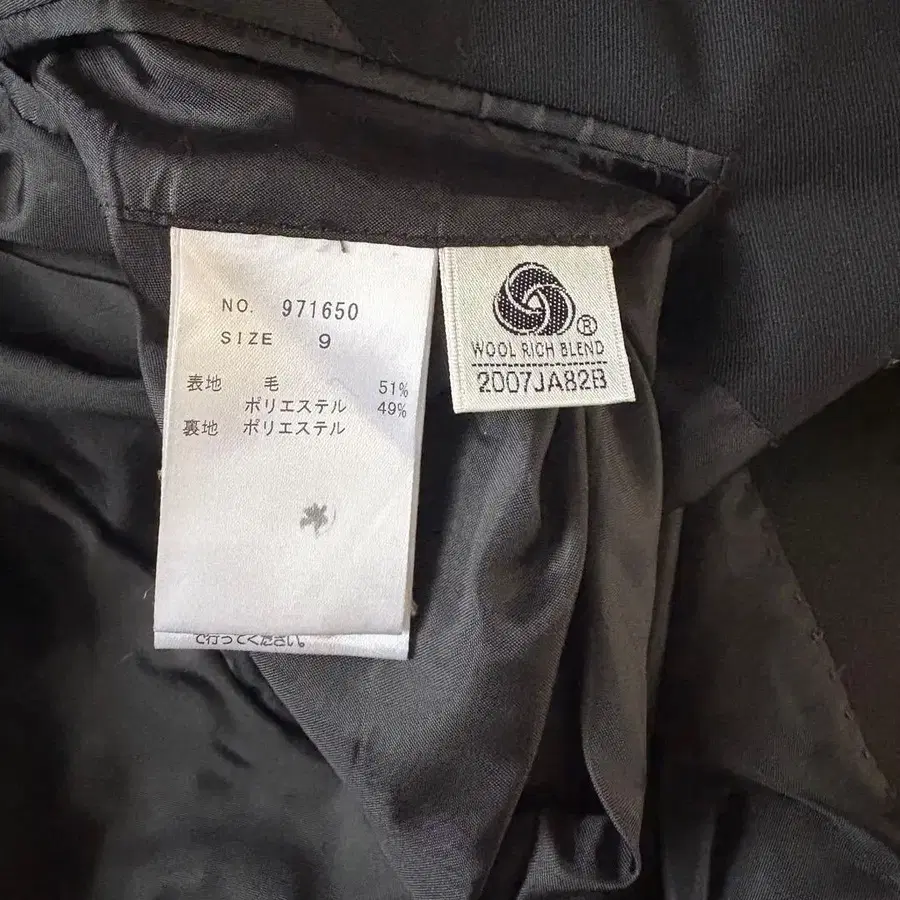 NO. 971650
SIZE 9
表地 毛 51%
ポリエステル 49%
裏地 ポリエステル
で行ってください。
®
WOOL RICH BLEND
2007JA82B